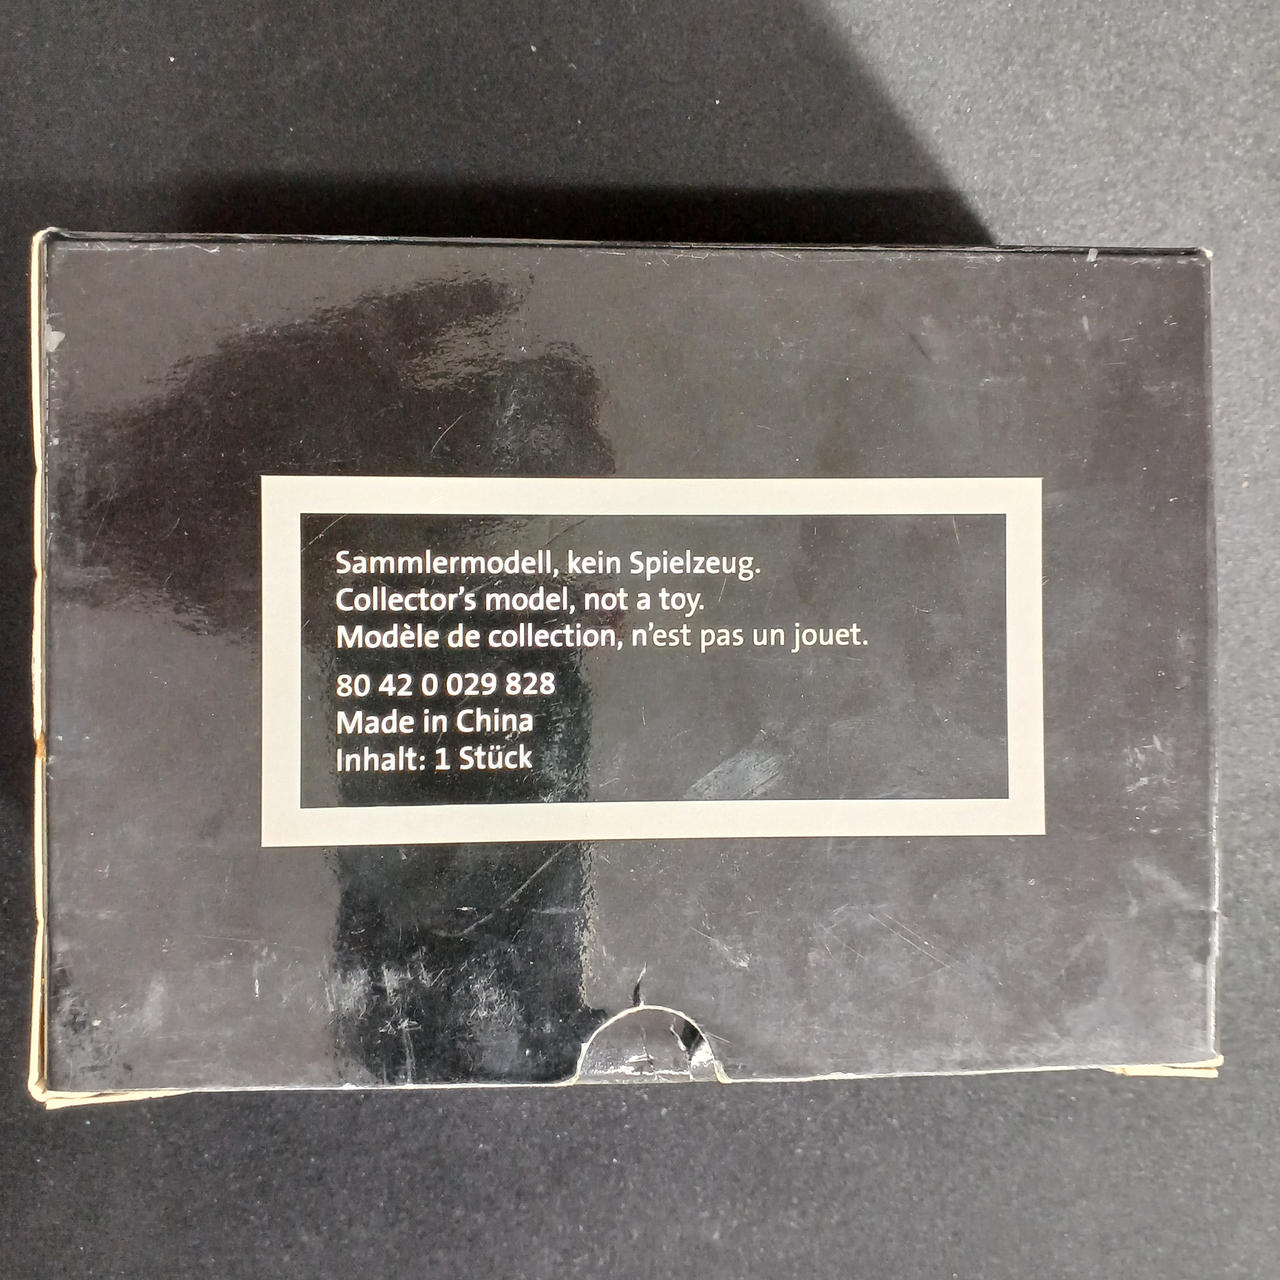 Sammlermodell, kein Spielzeug.
Collector's model, not a toy.
Modèle de collection, n'est pas un jouet.
80 42 0 029 828
Made in China
Inhalt: 1 Stück